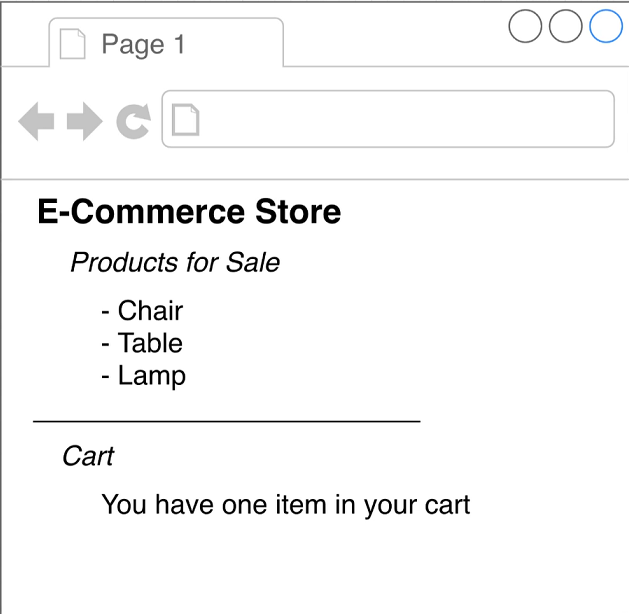 Page 1
E-Commerce Store
Products for Sale
- Chair
- Table
- Lamp
Cart
You have one item in your cart